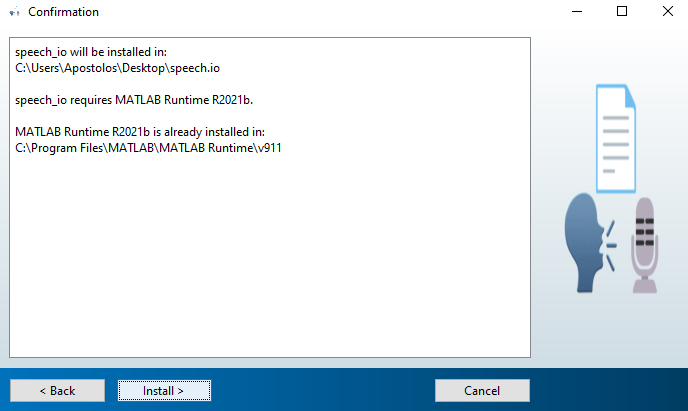 Confirmation
speech_io will be installed in:
C:\Users\Apostolos\Desktop\speech.io
speech_io requires MATLAB Runtime R2021b.
MATLAB Runtime R2021b is already installed in:
C:\Program Files\MATLAB\MATLAB Runtime\v911
< Back
Install >
Cancel